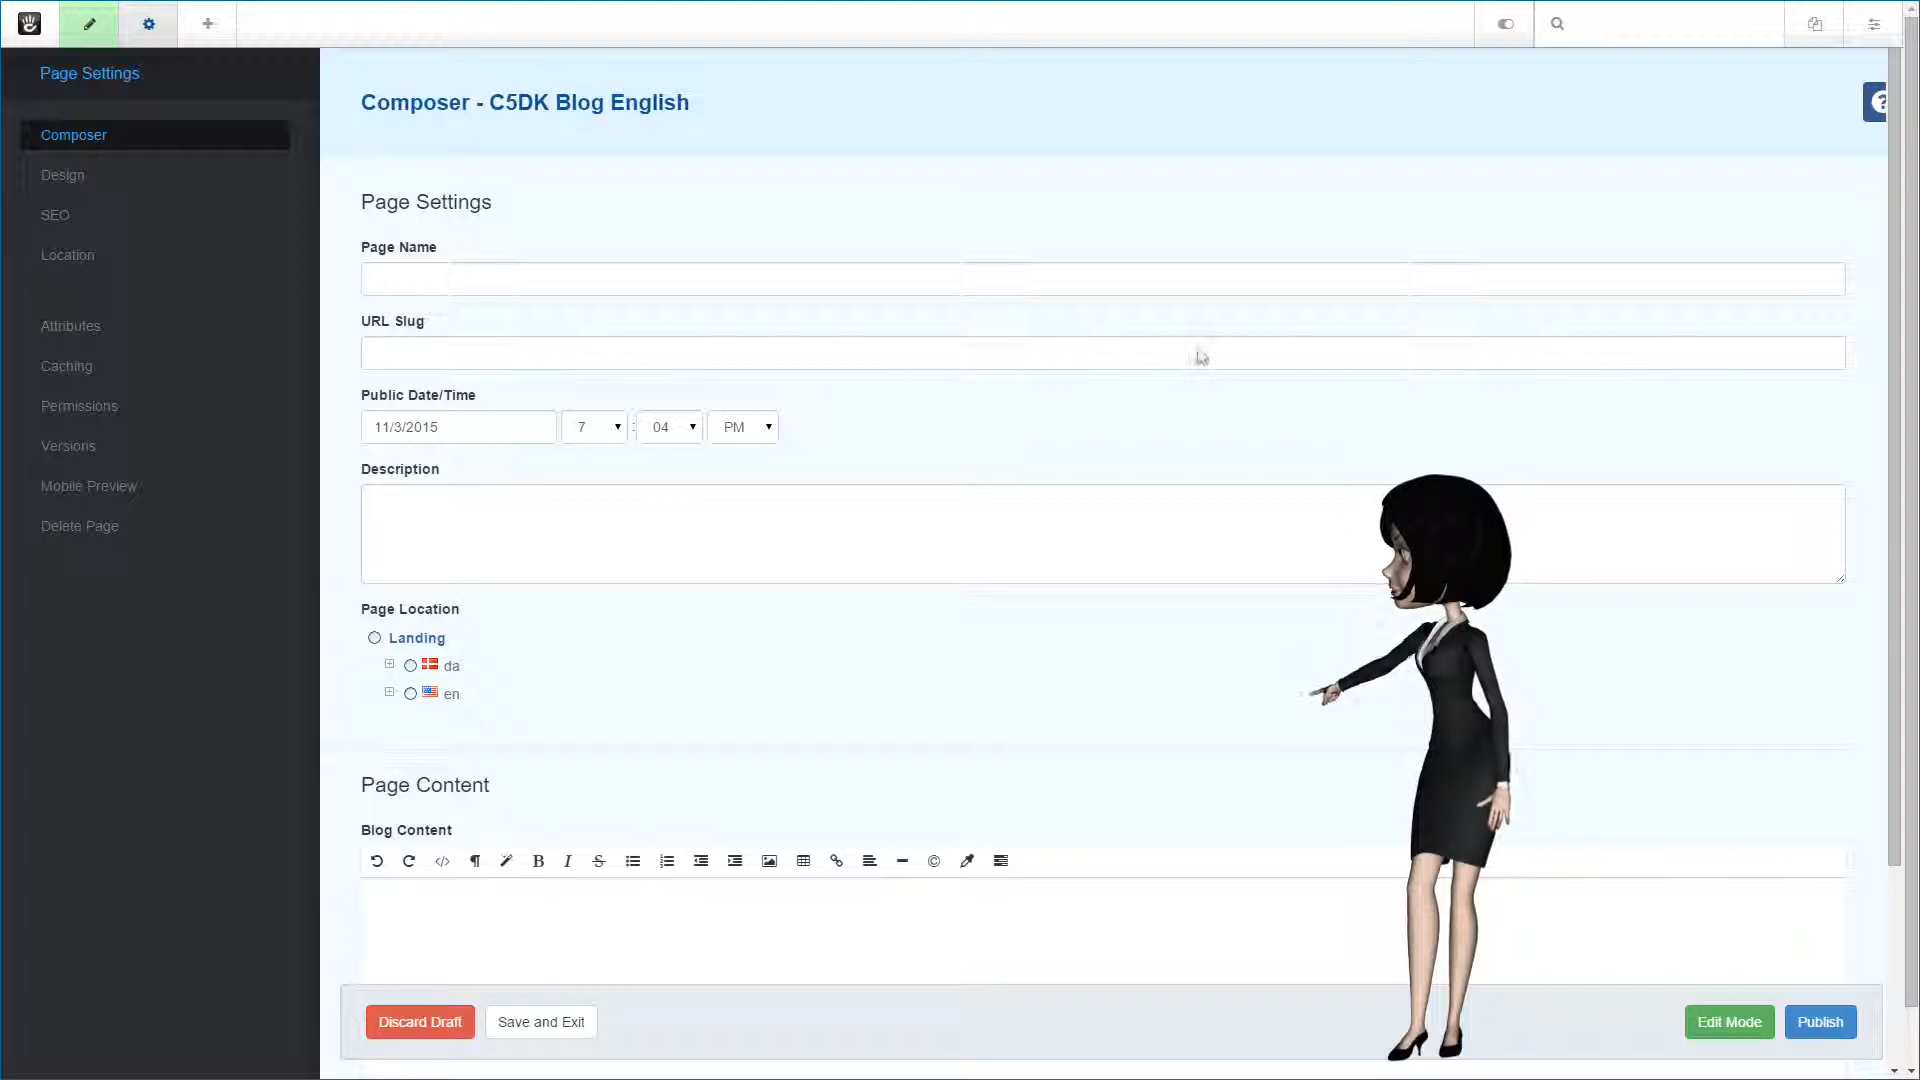 Page Settings
Composer
Design
SEO
Location
Attributes
Caching
Permissions
Versions
Mobile Preview
Delete Page
Composer - C5DK Blog English
?
Page Settings
Page Name
URL Slug
Public Date/Time
11/3/2015 7 : 04 PM
Description
Page Location
Landing
da
en
Page Content
Blog Content
Discard Draft Save and Exit Edit Mode Publish